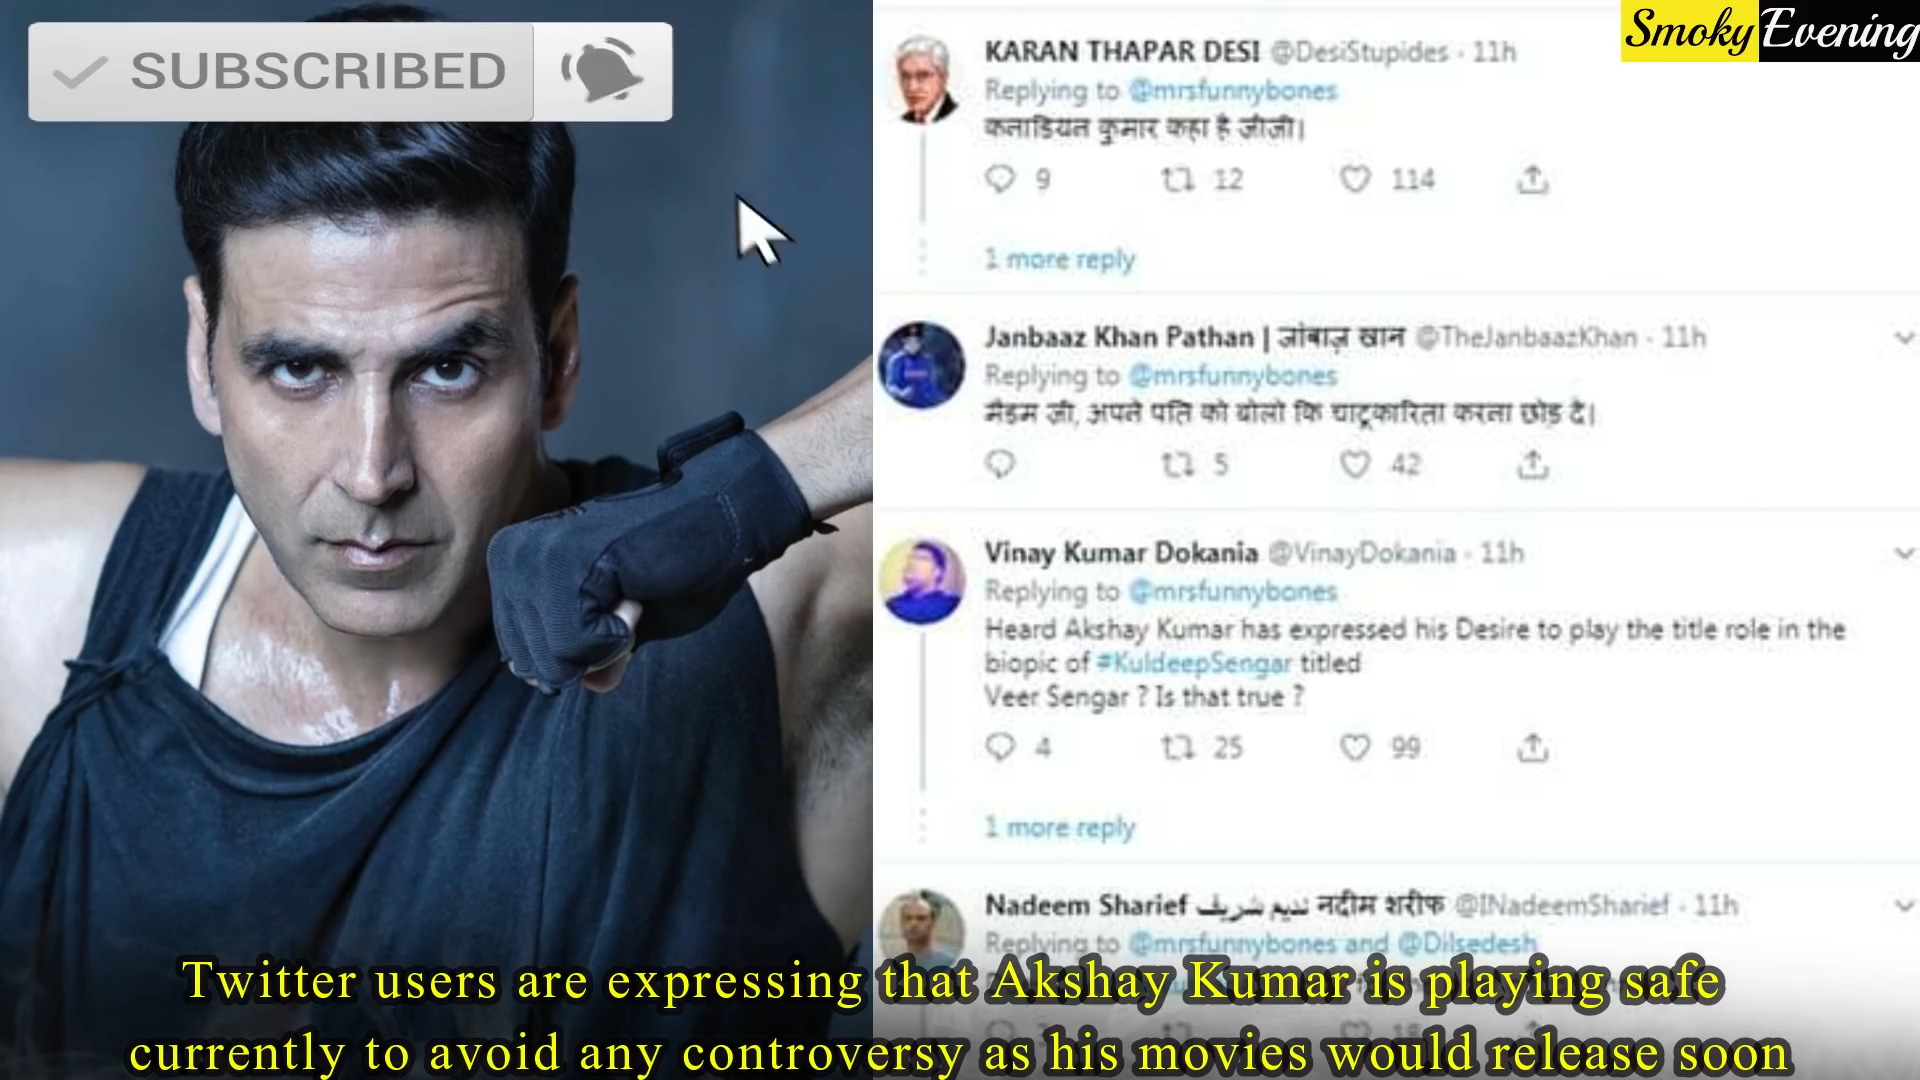 SUBSCRIBED
Smoky Evening
KARAN THAPAR DESI @DesiStupides · 11h
Replying to @mrsfunnybones
कनाडियन कुमार कहा है जीजी।
9 12 114
1 more reply
Janbaaz Khan Pathan | जांबाज़ खान @TheJanbaazKhan · 11h
Replying to @mrsfunnybones
मैडम जी, अपने पति को बोलो कि चाटूकारिता करना छोड़ दे।
5 42
Vinay Kumar Dokania @VinayDokania · 11h
Replying to @mrsfunnybones
Heard Akshay Kumar has expressed his Desire to play the title role in the
biopic of #KuldeepSengar titled
Veer Sengar ? Is that true ?
4 25 99
1 more reply
Nadeem Sharief نديم شريف नदीम शरीफ @INadeemSharief · 11h
Replying to @mrsfunnybones and @Dilsedesh
Twitter users are expressing that Akshay Kumar is playing safe
currently to avoid any controversy as his movies would release soon